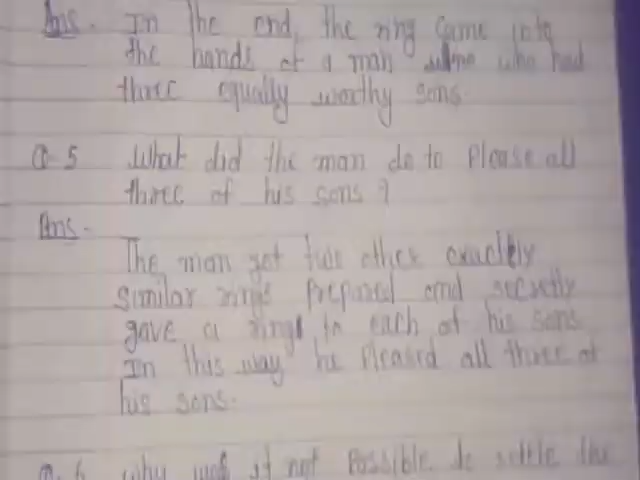 Ans. In the end, the ring came into
the hands of a man who had
three equally worthy sons.
Q-5 What did the man do to please all
three of his sons?
Ans-
The man got two other exactely
similar rings prepared and secretly
gave a ring to each of his sons.
In this way he pleased all three of
his sons.
Q.6 Why was it not possible to settle the